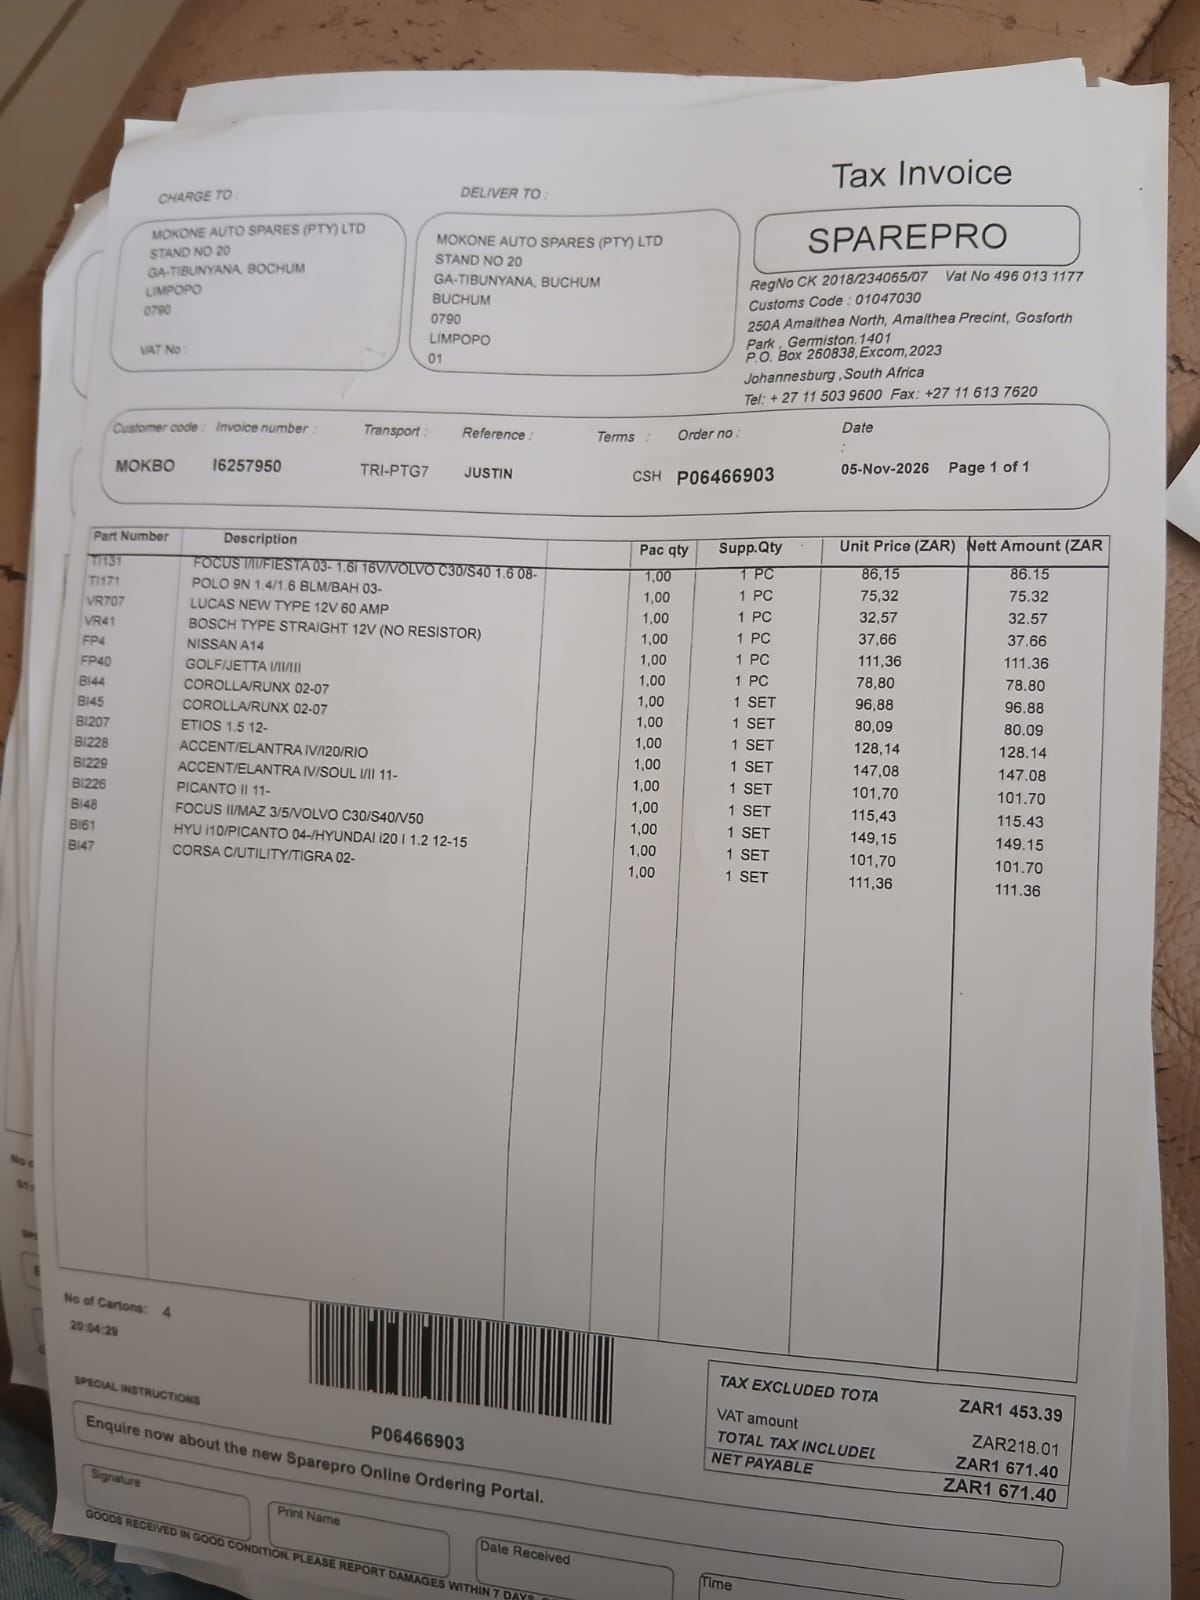 Tax Invoice
CHARGE TO :
MOKONE AUTO SPARES (PTY) LTD
STAND NO 20
GA-TIBUNYANA, BOCHUM
LIMPOPO
0790
VAT No :
DELIVER TO :
MOKONE AUTO SPARES (PTY) LTD
STAND NO 20
GA-TIBUNYANA, BUCHUM
BUCHUM
0790
LIMPOPO
01
SPAREPRO
RegNo CK 2018/234065/07 Vat No 496 013 1177
Customs Code : 01047030
250A Amalthea North, Amalthea Precint, Gosforth
Park , Germiston.1401
P.O. Box 260838,Excom,2023
Johannesburg ,South Africa
Tel: + 27 11 503 9600 Fax: +27 11 613 7620
Customer code : Invoice number : Transport : Reference : Terms : Order no : Date :
MOKBO I6257950 TRI-PTG7 JUSTIN CSH P06466903 05-Nov-2026 Page 1 of 1
Part Number Description Pac qty Supp.Qty Unit Price (ZAR) Nett Amount (ZAR
TI131 FOCUS I/II/FIESTA 03- 1.6I 16V/VOLVO C30/S40 1.6 08- 1,00 1 PC 86,15 86.15
TI171 POLO 9N 1.4/1.6 BLM/BAH 03- 1,00 1 PC 75,32 75.32
VR707 LUCAS NEW TYPE 12V 60 AMP 1,00 1 PC 32,57 32.57
VR41 BOSCH TYPE STRAIGHT 12V (NO RESISTOR) 1,00 1 PC 37,66 37.66
FP4 NISSAN A14 1,00 1 PC 111,36 111.36
FP40 GOLF/JETTA I/II/III 1,00 1 PC 78,80 78.80
BI44 COROLLA/RUNX 02-07 1,00 1 SET 96,88 96.88
BI45 COROLLA/RUNX 02-07 1,00 1 SET 80,09 80.09
BI207 ETIOS 1.5 12- 1,00 1 SET 128,14 128.14
BI228 ACCENT/ELANTRA IV/I20/RIO 1,00 1 SET 147,08 147.08
BI229 ACCENT/ELANTRA IV/SOUL I/II 11- 1,00 1 SET 101,70 101.70
BI226 PICANTO II 11- 1,00 1 SET 115,43 115.43
BI48 FOCUS II/MAZ 3/5/VOLVO C30/S40/V50 1,00 1 SET 149,15 149.15
BI61 HYU i10/PICANTO 04-/HYUNDAI i20 I 1.2 12-15 1,00 1 SET 101,70 101.70
BI47 CORSA C/UTILITY/TIGRA 02- 1,00 1 SET 111,36 111.36
No of Cartons: 4
20:04:29
P06466903
TAX EXCLUDED TOTA ZAR1 453.39
VAT amount ZAR218.01
TOTAL TAX INCLUDEL ZAR1 671.40
NET PAYABLE ZAR1 671.40
SPECIAL INSTRUCTIONS
Enquire now about the new Sparepro Online Ordering Portal.
Signature
Print Name
Date Received
Time
GOODS RECEIVED IN GOOD CONDITION. PLEASE REPORT DAMAGES WITHIN 7 DAYS